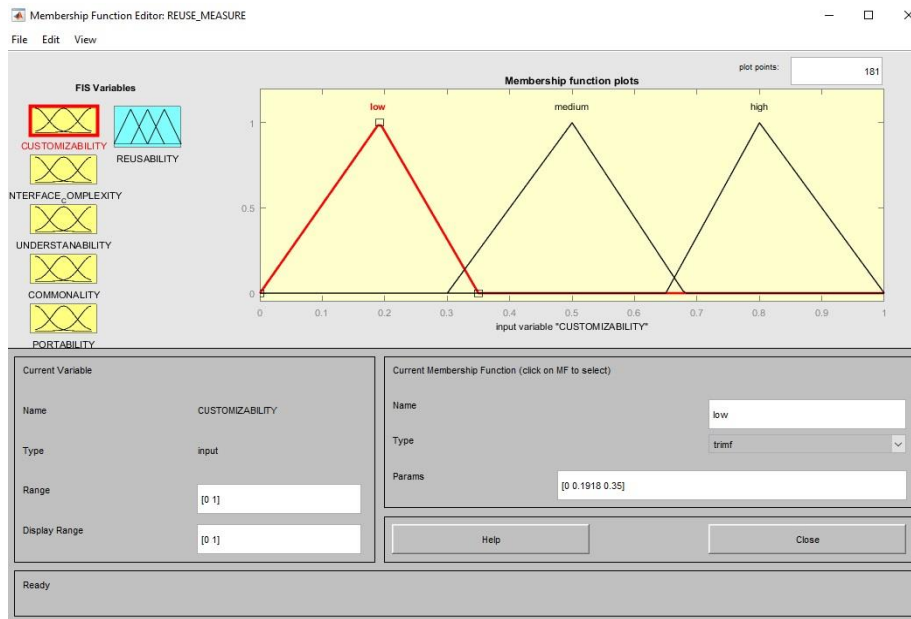 Membership Function Editor: REUSE_MEASURE
File Edit View
FIS Variables
CUSTOMIZABILITY
REUSABILITY
NTERFACE_COMPLEXITY
UNDERSTANABILITY
COMMONALITY
PORTABILITY
plot points: 181
Membership function plots
low medium high
1
0.5
0
0 0.1 0.2 0.3 0.4 0.5 0.6 0.7 0.8 0.9 1
input variable "CUSTOMIZABILITY"
Current Variable
Name CUSTOMIZABILITY
Type input
Range [0 1]
Display Range [0 1]
Current Membership Function (click on MF to select)
Name low
Type trimf
Params [0 0.1918 0.35]
Help Close
Ready